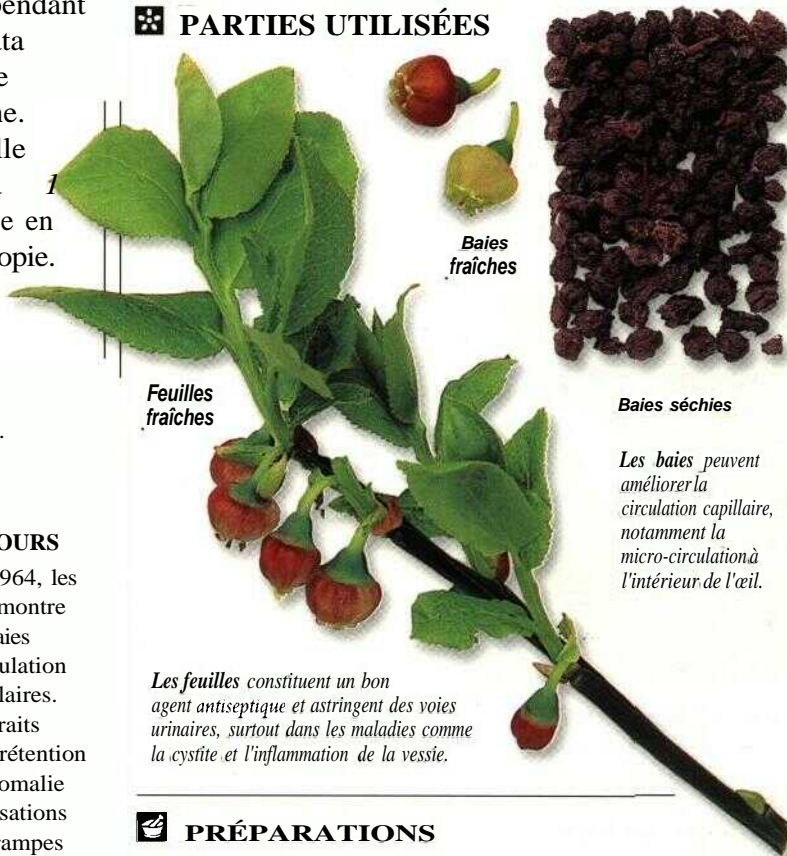 pendant
ta
e
ne.
lle
1
e en
opie.
.
OURS
964, les
montre
aies
ulation
laires.
raits
rétention
omalie
sations
rampes
PARTIES UTILISÉES
Baies
fraîches
Feuilles
fraîches
Baies séchies
Les baies peuvent
améliorer la
circulation capillaire,
notamment la
micro-circulation à
l'intérieur de l'œil.
Les feuilles constituent un bon
agent antiseptique et astringent des voies
urinaires, surtout dans les maladies comme
la cystite et l'inflammation de la vessie.
PRÉPARATIONS